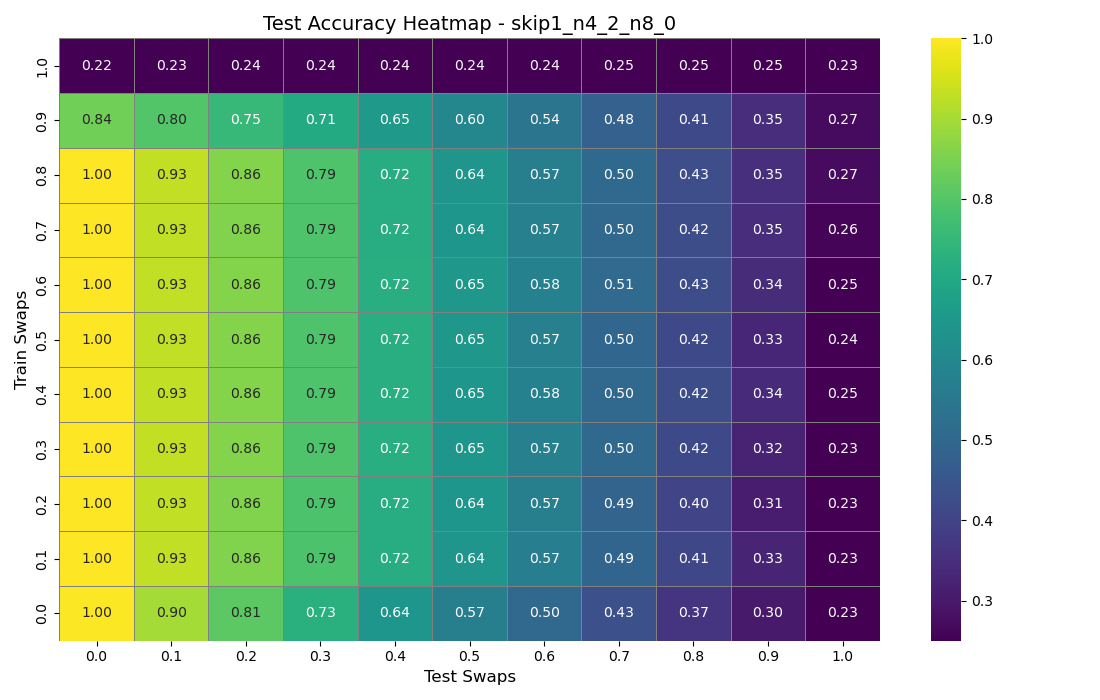 Test Accuracy Heatmap - skip1_n4_2_n8_0
1.0 0.22 0.23 0.24 0.24 0.24 0.24 0.24 0.25 0.25 0.25 0.23
0.9 0.84 0.80 0.75 0.71 0.65 0.60 0.54 0.48 0.41 0.35 0.27
0.8 1.00 0.93 0.86 0.79 0.72 0.64 0.57 0.50 0.43 0.35 0.27
0.7 1.00 0.93 0.86 0.79 0.72 0.64 0.57 0.50 0.42 0.35 0.26
0.6 1.00 0.93 0.86 0.79 0.72 0.65 0.58 0.51 0.43 0.34 0.25
0.5 1.00 0.93 0.86 0.79 0.72 0.65 0.57 0.50 0.42 0.33 0.24
0.4 1.00 0.93 0.86 0.79 0.72 0.65 0.58 0.50 0.42 0.34 0.25
0.3 1.00 0.93 0.86 0.79 0.72 0.65 0.57 0.50 0.42 0.32 0.23
0.2 1.00 0.93 0.86 0.79 0.72 0.64 0.57 0.49 0.40 0.31 0.23
0.1 1.00 0.93 0.86 0.79 0.72 0.64 0.57 0.49 0.41 0.33 0.23
0.0 1.00 0.90 0.81 0.73 0.64 0.57 0.50 0.43 0.37 0.30 0.23
0.0 0.1 0.2 0.3 0.4 0.5 0.6 0.7 0.8 0.9 1.0
Test Swaps
Train Swaps
1.0
0.9
0.8
0.7
0.6
0.5
0.4
0.3